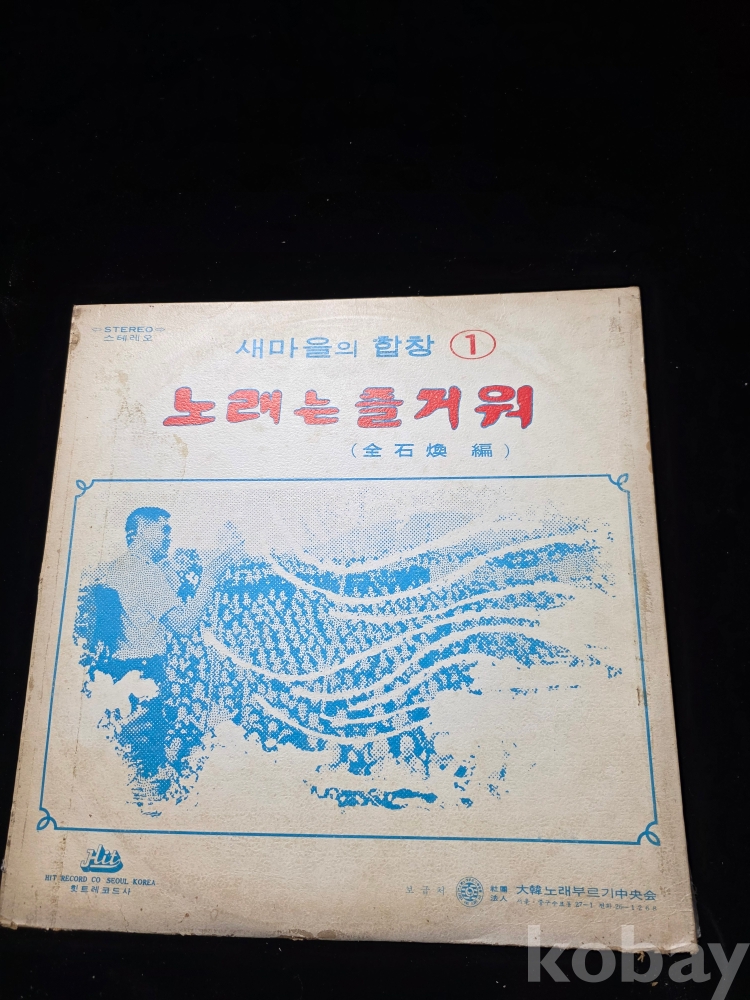 STEREO
스테레오
새마을의 합창 1
노래는 즐거워
(全石煥 編)
Hit
HIT RECORD CO SEOUL KOREA
힛트레코드사
보급처
社團法人 大韓노래부르기中央会
kobay